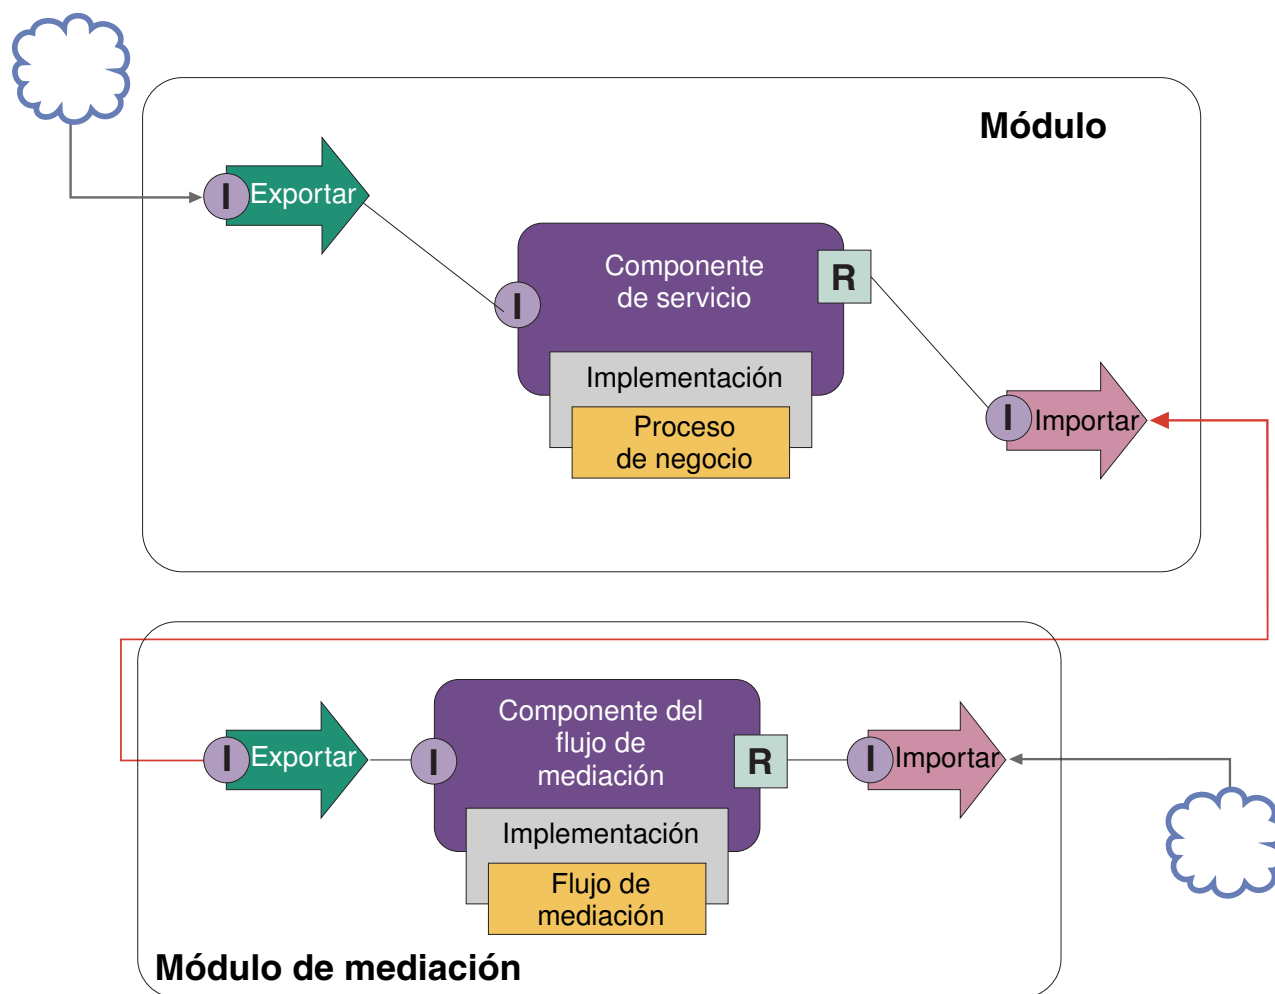 Módulo
I
Exportar
Componente
de servicio
I
R
Implementación
Proceso
de negocio
I
Importar
I
Exportar
Componente del
flujo de
mediación
I
R
Implementación
Flujo de
mediación
I
Importar
Módulo de mediación